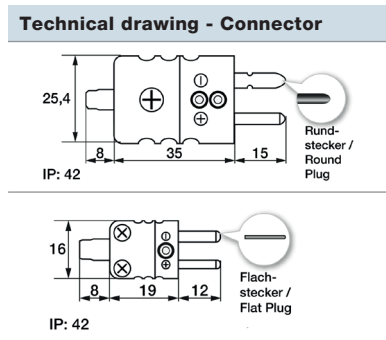 Technical drawing - Connector
25,4
8
35
15
IP: 42
Rund-
stecker /
Round
Plug
16
8
19
12
IP: 42
Flach-
stecker /
Flat Plug